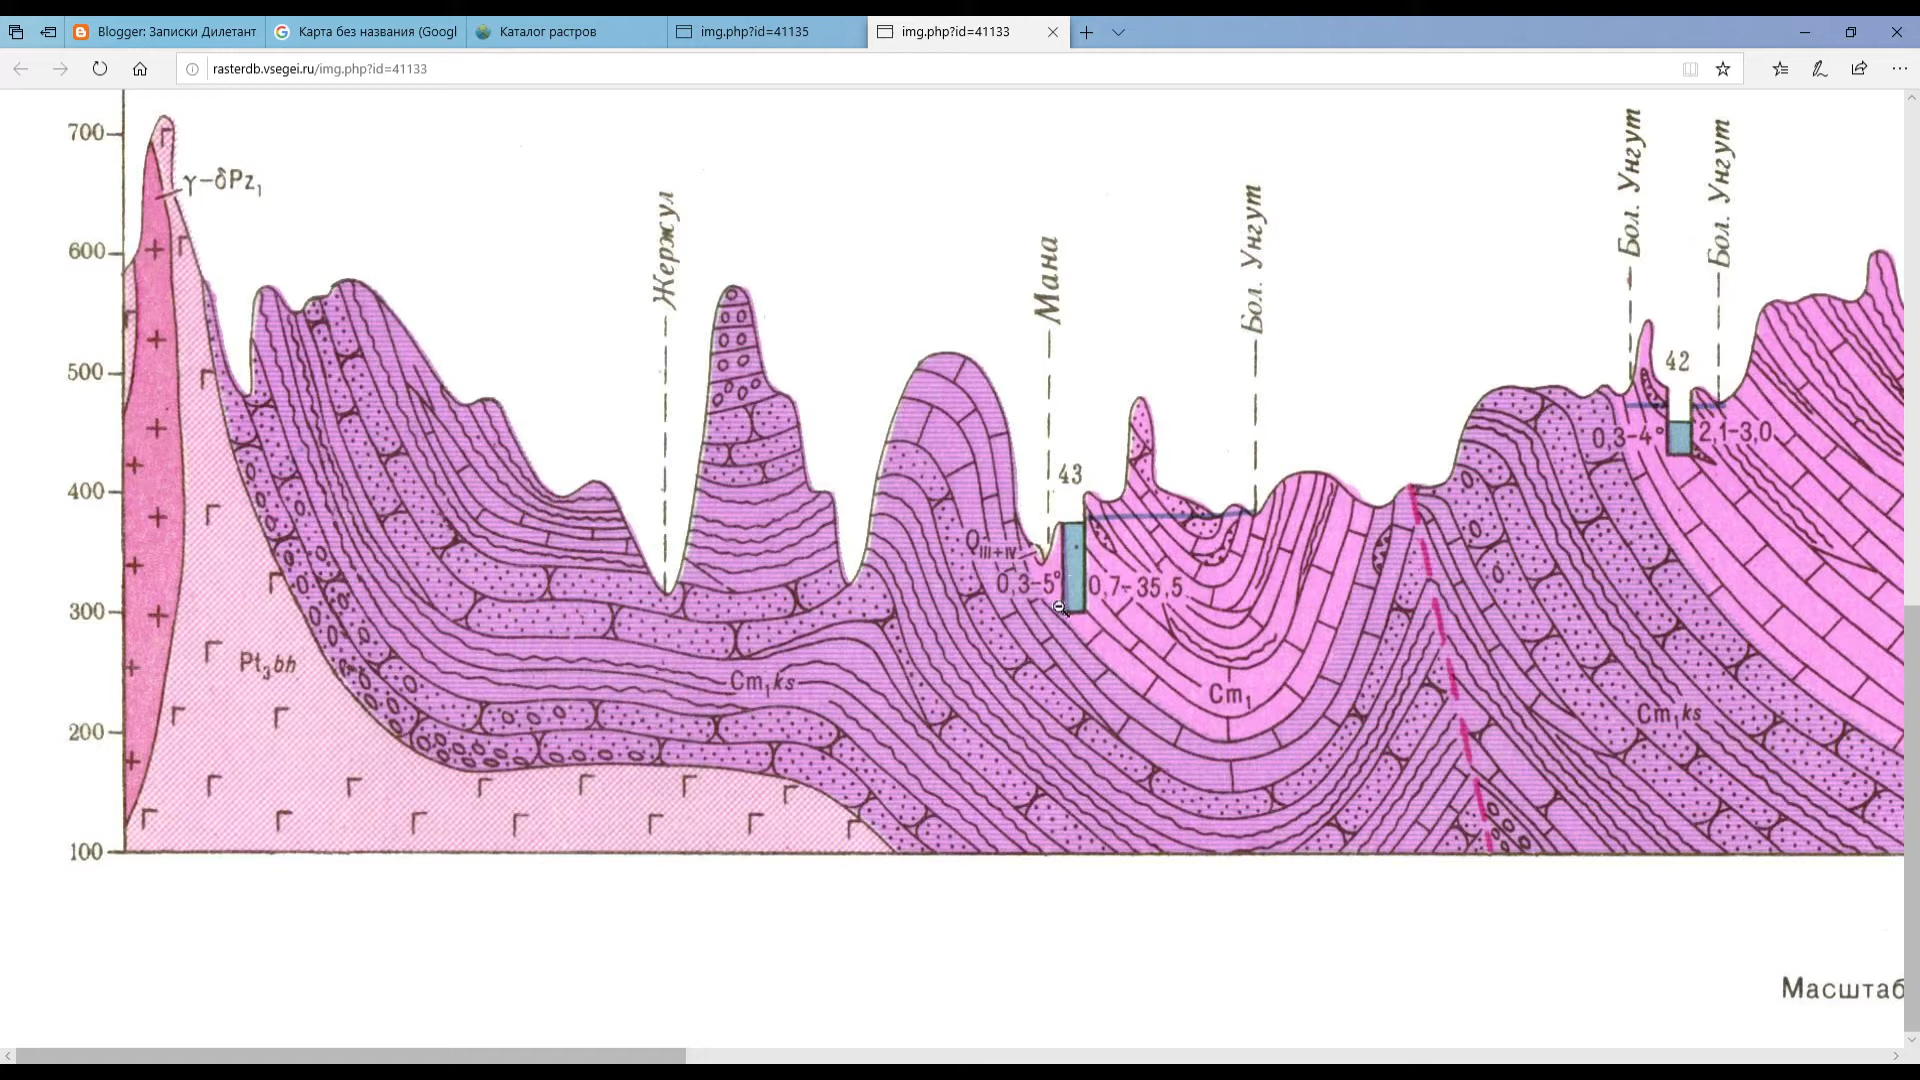 Blogger: Записки Дилетант
Карта без названия (Googl
Каталог растров
img.php?id=41135
img.php?id=41133
rasterdb.vsegei.ru/img.php?id=41133
700
600
500
400
300
200
100
γ–δPz₁
Жержул
Мана
Бол. Унгут
Бол. Унгут
Бол. Унгут
43
42
0,3–4°
2,1–3,0
QIII+IV
0,3–5°
0,7–35,5
Pt₃bh
Cm₁ks
Cm₁
Cm₁ks
Масштаб